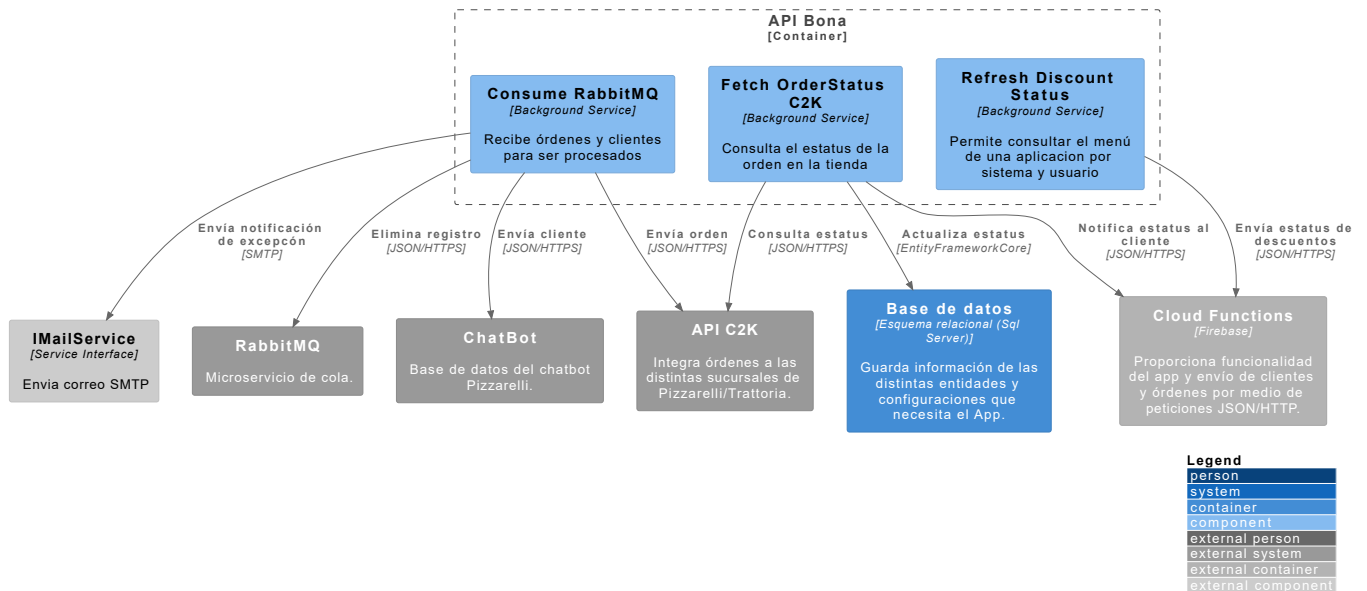 API Bona
[Container]
Consume RabbitMQ
[Background Service]
Recibe órdenes y clientes
para ser procesados
Fetch OrderStatus
C2K
[Background Service]
Consulta el estatus de la
orden en la tienda
Refresh Discount
Status
[Background Service]
Permite consultar el menú
de una aplicacion por
sistema y usuario
Envía notificación
de excepcón
[SMTP]
Elimina registro
[JSON/HTTPS]
Envía cliente
[JSON/HTTPS]
Envía orden
[JSON/HTTPS]
Consulta estatus
[JSON/HTTPS]
Actualiza estatus
[EntityFrameworkCore]
Notifica estatus al
cliente
[JSON/HTTPS]
Envía estatus de
descuentos
[JSON/HTTPS]
IMailService
[Service Interface]
Envia correo SMTP
RabbitMQ
Microservicio de cola.
ChatBot
Base de datos del chatbot
Pizzarelli.
API C2K
Integra órdenes a las
distintas sucursales de
Pizzarelli/Trattoria.
Base de datos
[Esquema relacional (Sql
Server)]
Guarda información de las
distintas entidades y
configuraciones que
necesita el App.
Cloud Functions
[Firebase]
Proporciona funcionalidad
del app y envío de clientes
y órdenes por medio de
peticiones JSON/HTTP.
Legend
person
system
container
component
external person
external system
external container
external component